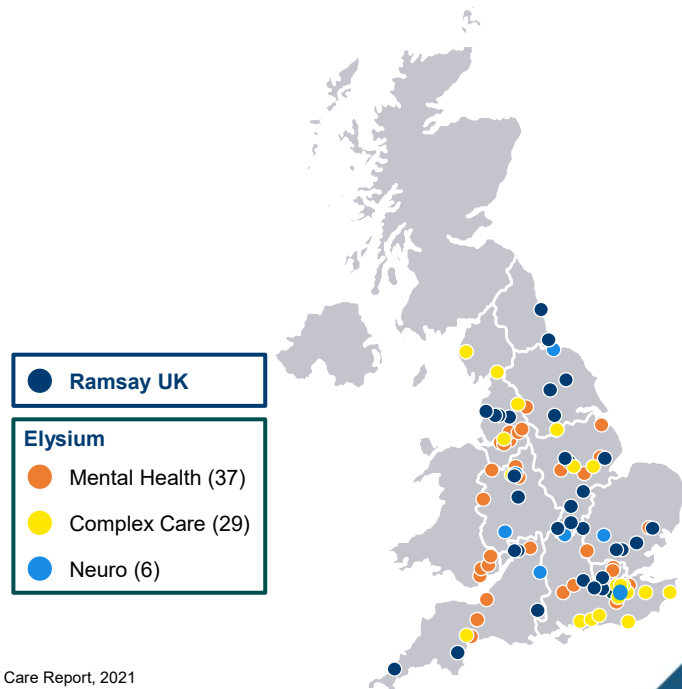 Ramsay UK
Elysium
Mental Health (37)
Complex Care (29)
Neuro (6)
Care Report, 2021